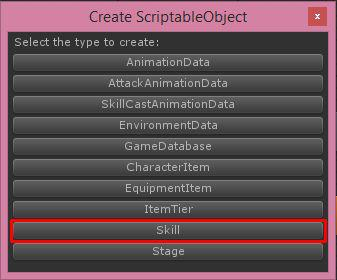 Create ScriptableObject
x
Select the type to create:
AnimationData
AttackAnimationData
SkillCastAnimationData
EnvironmentData
GameDatabase
CharacterItem
EquipmentItem
ItemTier
Skill
Stage